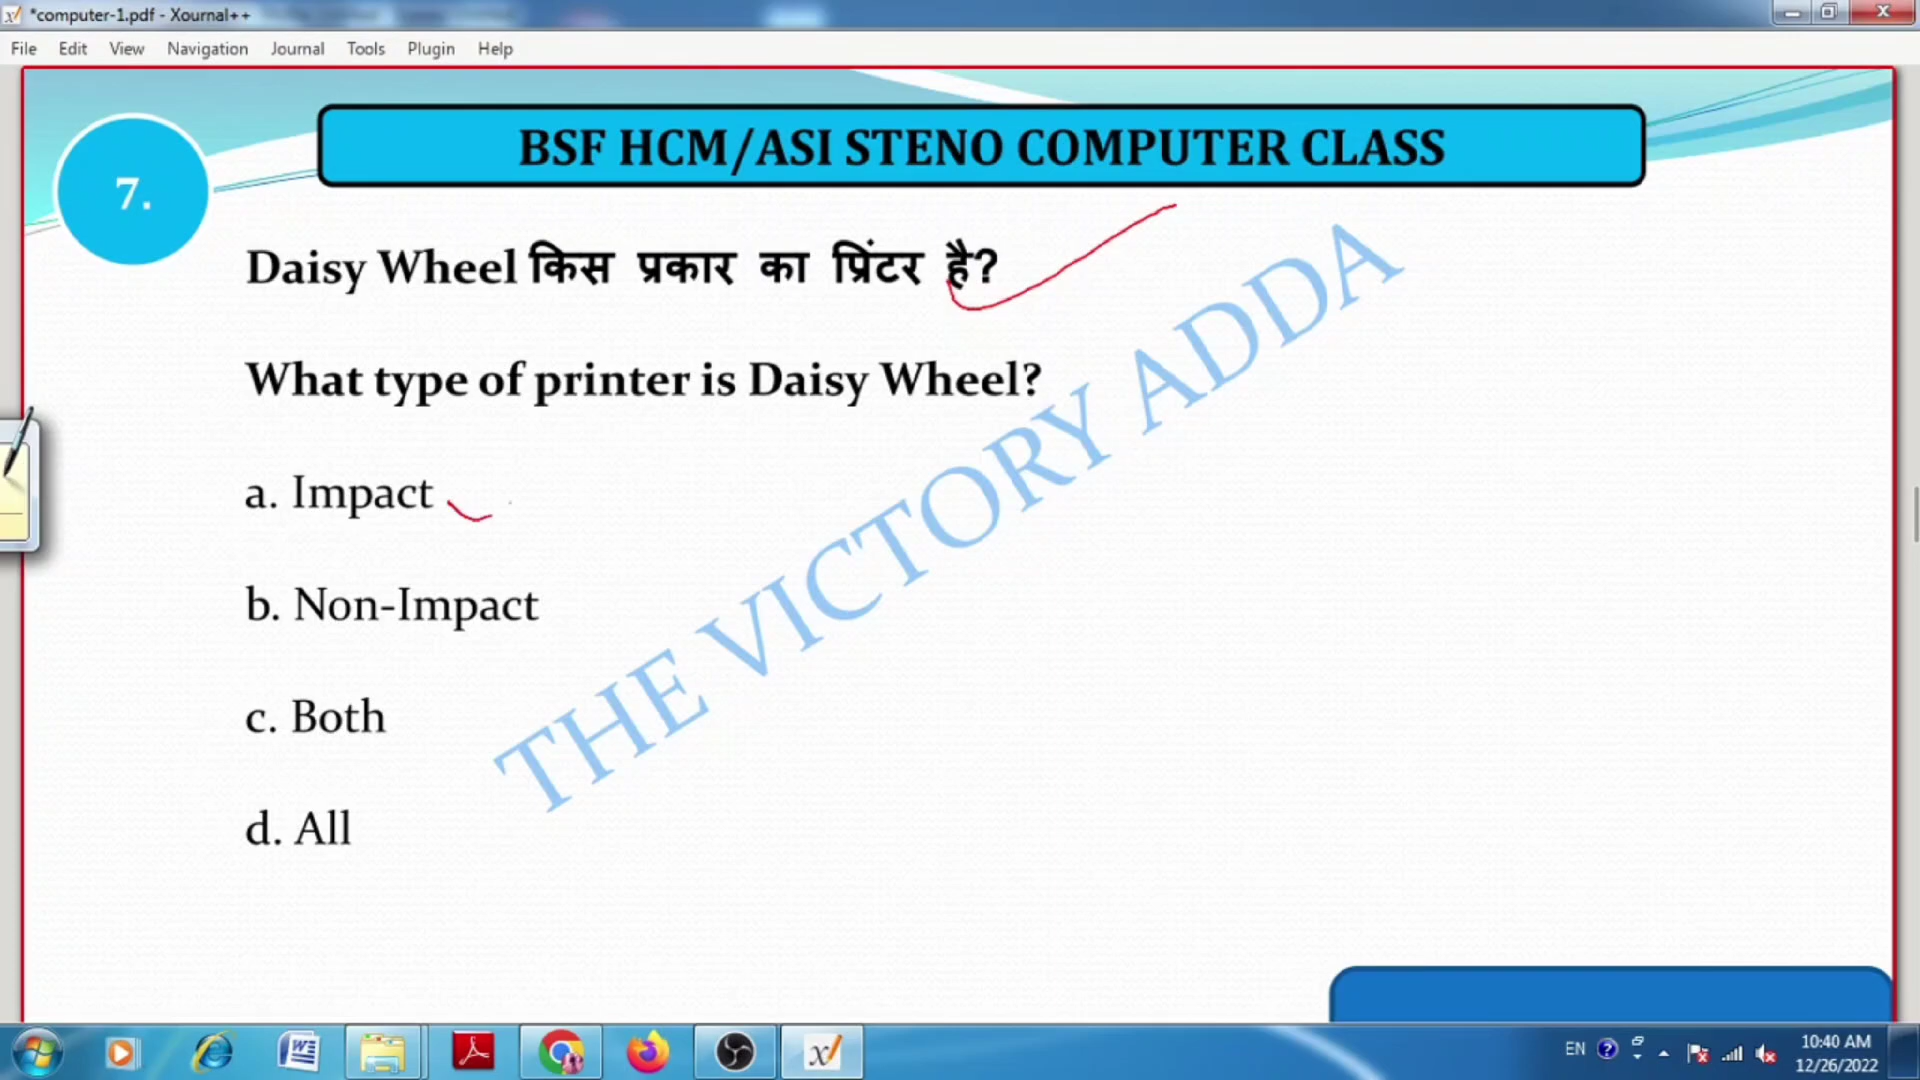 *computer-1.pdf - Xournal++
File Edit View Navigation Journal Tools Plugin Help
BSF HCM/ASI STENO COMPUTER CLASS
7.
Daisy Wheel किस प्रकार का प्रिंटर है?
What type of printer is Daisy Wheel?
a. Impact
b. Non-Impact
c. Both
d. All
THE VICTORY ADDA
EN
10:40 AM
12/26/2022